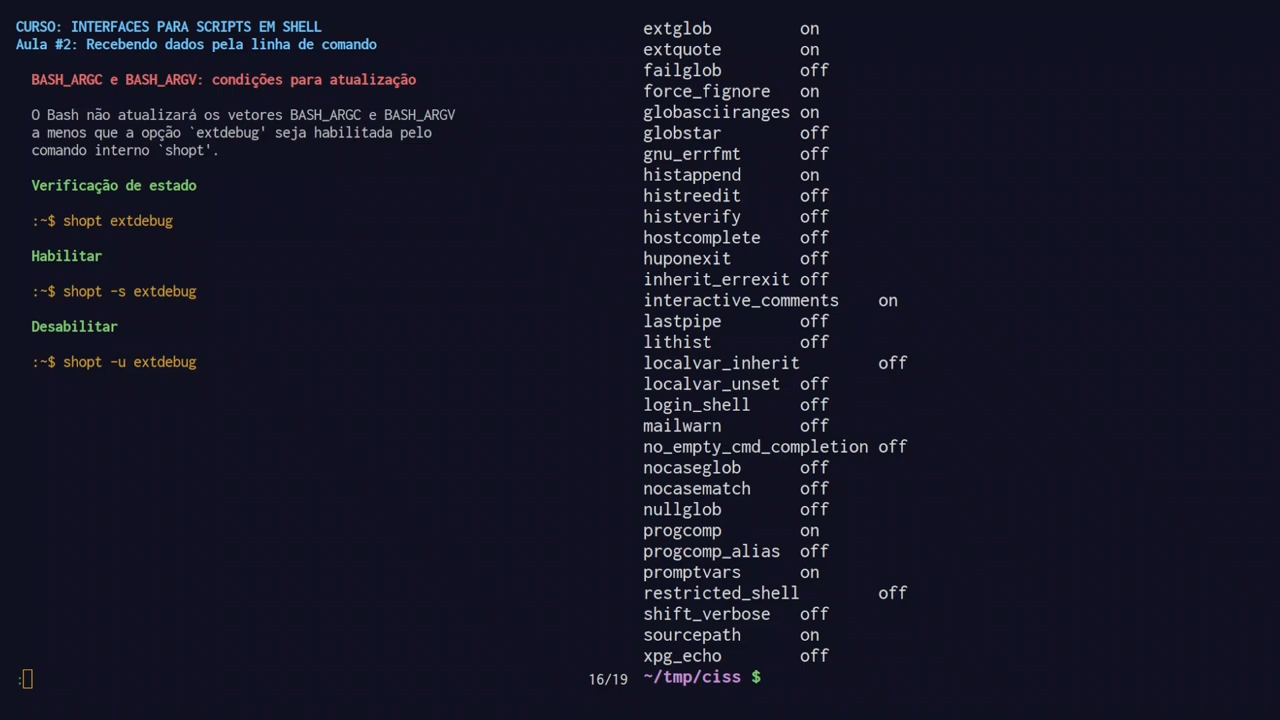 CURSO: INTERFACES PARA SCRIPTS EM SHELL
Aula #2: Recebendo dados pela linha de comando
BASH_ARGC e BASH_ARGV: condições para atualização
O Bash não atualizará os vetores BASH_ARGC e BASH_ARGV
a menos que a opção `extdebug' seja habilitada pelo
comando interno `shopt'.
Verificação de estado
:~$ shopt extdebug
Habilitar
:~$ shopt -s extdebug
Desabilitar
:~$ shopt -u extdebug
:
16/19
extglob on
extquote on
failglob off
force_fignore on
globasciiranges on
globstar off
gnu_errfmt off
histappend on
histreedit off
histverify off
hostcomplete off
huponexit off
inherit_errexit off
interactive_comments on
lastpipe off
lithist off
localvar_inherit off
localvar_unset off
login_shell off
mailwarn off
no_empty_cmd_completion off
nocaseglob off
nocasematch off
nullglob off
progcomp on
progcomp_alias off
promptvars on
restricted_shell off
shift_verbose off
sourcepath on
xpg_echo off
~/tmp/ciss $